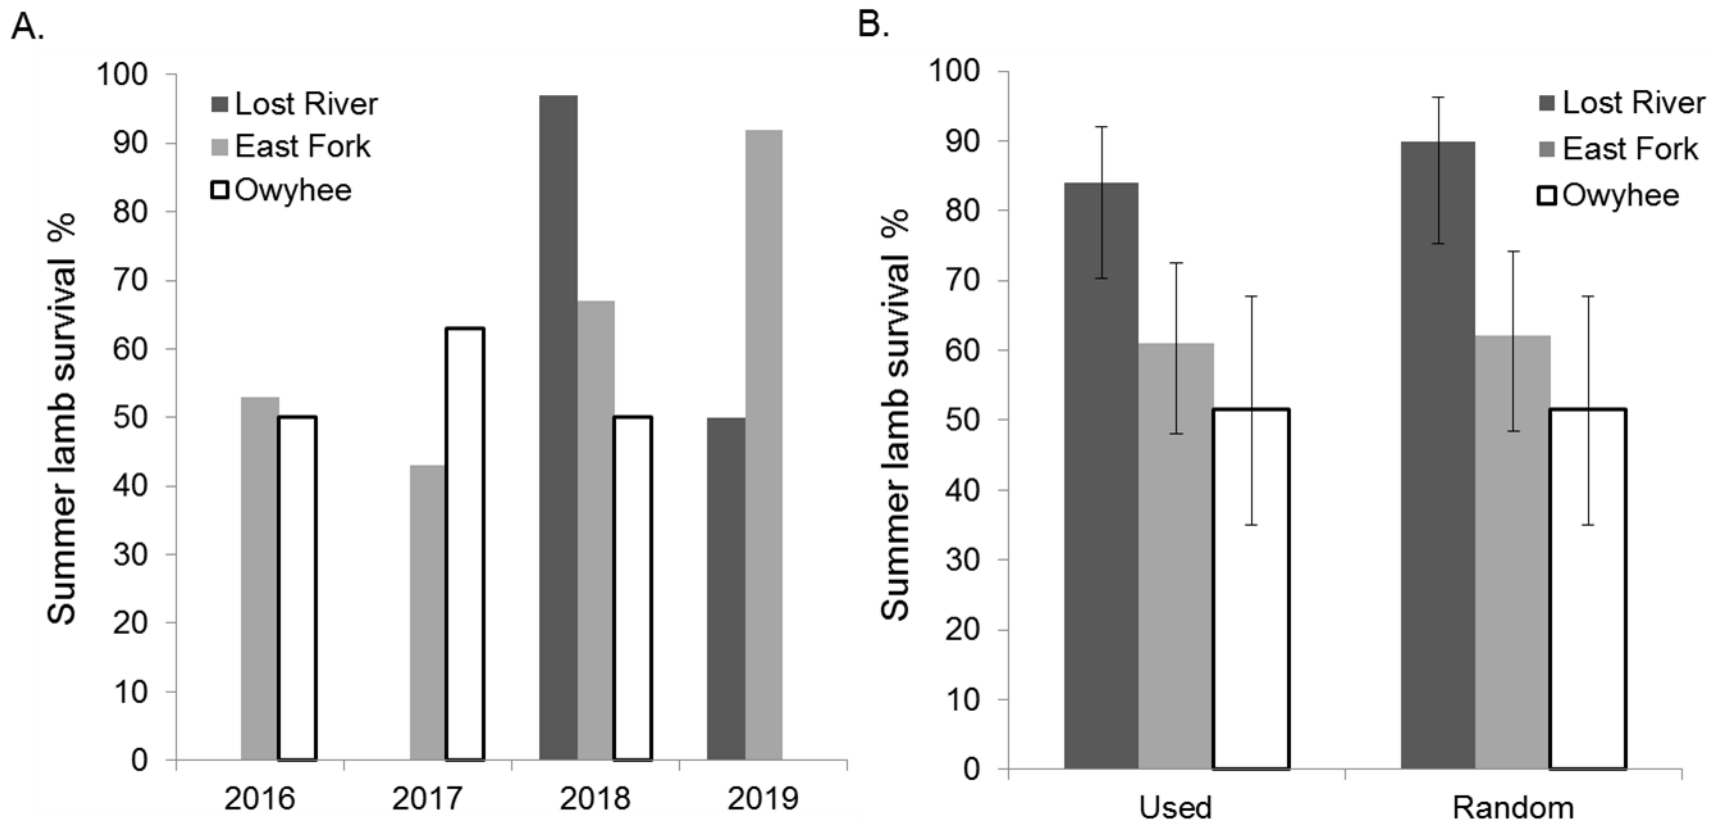 A.
Summer lamb survival %
100
90
80
70
60
50
40
30
20
10
0
Lost River
East Fork
Owyhee
2016 2017 2018 2019
B.
Summer lamb survival %
100
90
80
70
60
50
40
30
20
10
0
Lost River
East Fork
Owyhee
Used Random